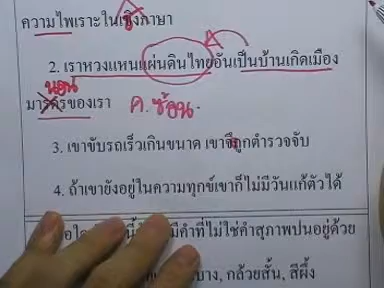 ความไพเราะในเชิงภาษา
2. เราหวงแหนแผ่นดินไทยอันเป็นบ้านเกิดเมือง
นอน
มารดรของเรา ค.ซ้อน.
3. เขาขับรถเร็วเกินขนาด เขาจึงถูกตำรวจจับ
4. ถ้าเขายังอยู่ในความทุกข์เขาก็ไม่มีวันแก้ตัวได้
มีคำที่ไม่ใช่คำสุภาพปนอยู่ด้วย
บาง, กล้วยสั้น, สีผึ้ง